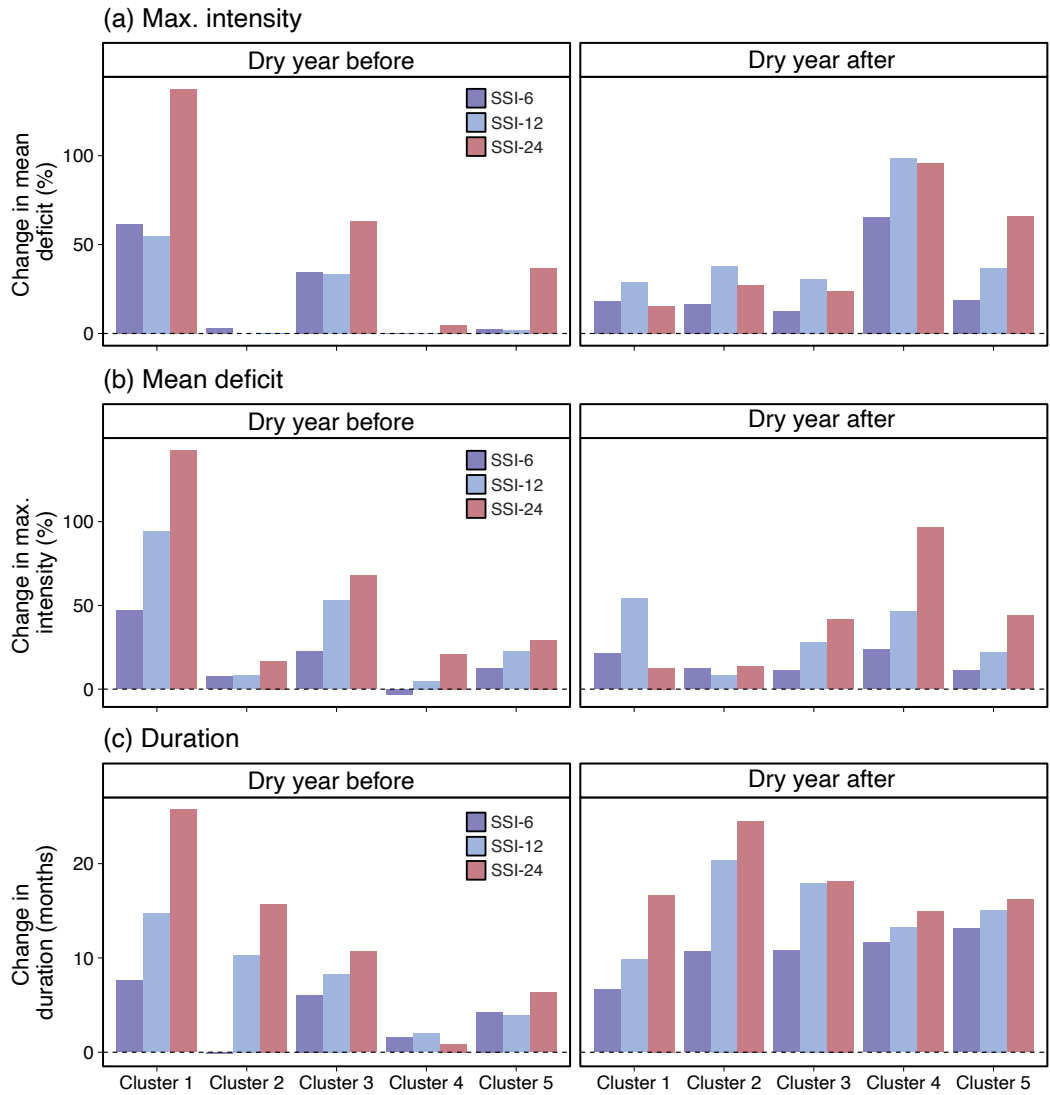 (a) Max. intensity
Dry year before
Dry year after
SSI-6
SSI-12
SSI-24
Change in mean
deficit (%)
100
50
0
(b) Mean deficit
Dry year before
Dry year after
SSI-6
SSI-12
SSI-24
Change in max.
intensity (%)
100
50
0
(c) Duration
Dry year before
Dry year after
SSI-6
SSI-12
SSI-24
Change in
duration (months)
20
10
0
Cluster 1 Cluster 2 Cluster 3 Cluster 4 Cluster 5
Cluster 1 Cluster 2 Cluster 3 Cluster 4 Cluster 5